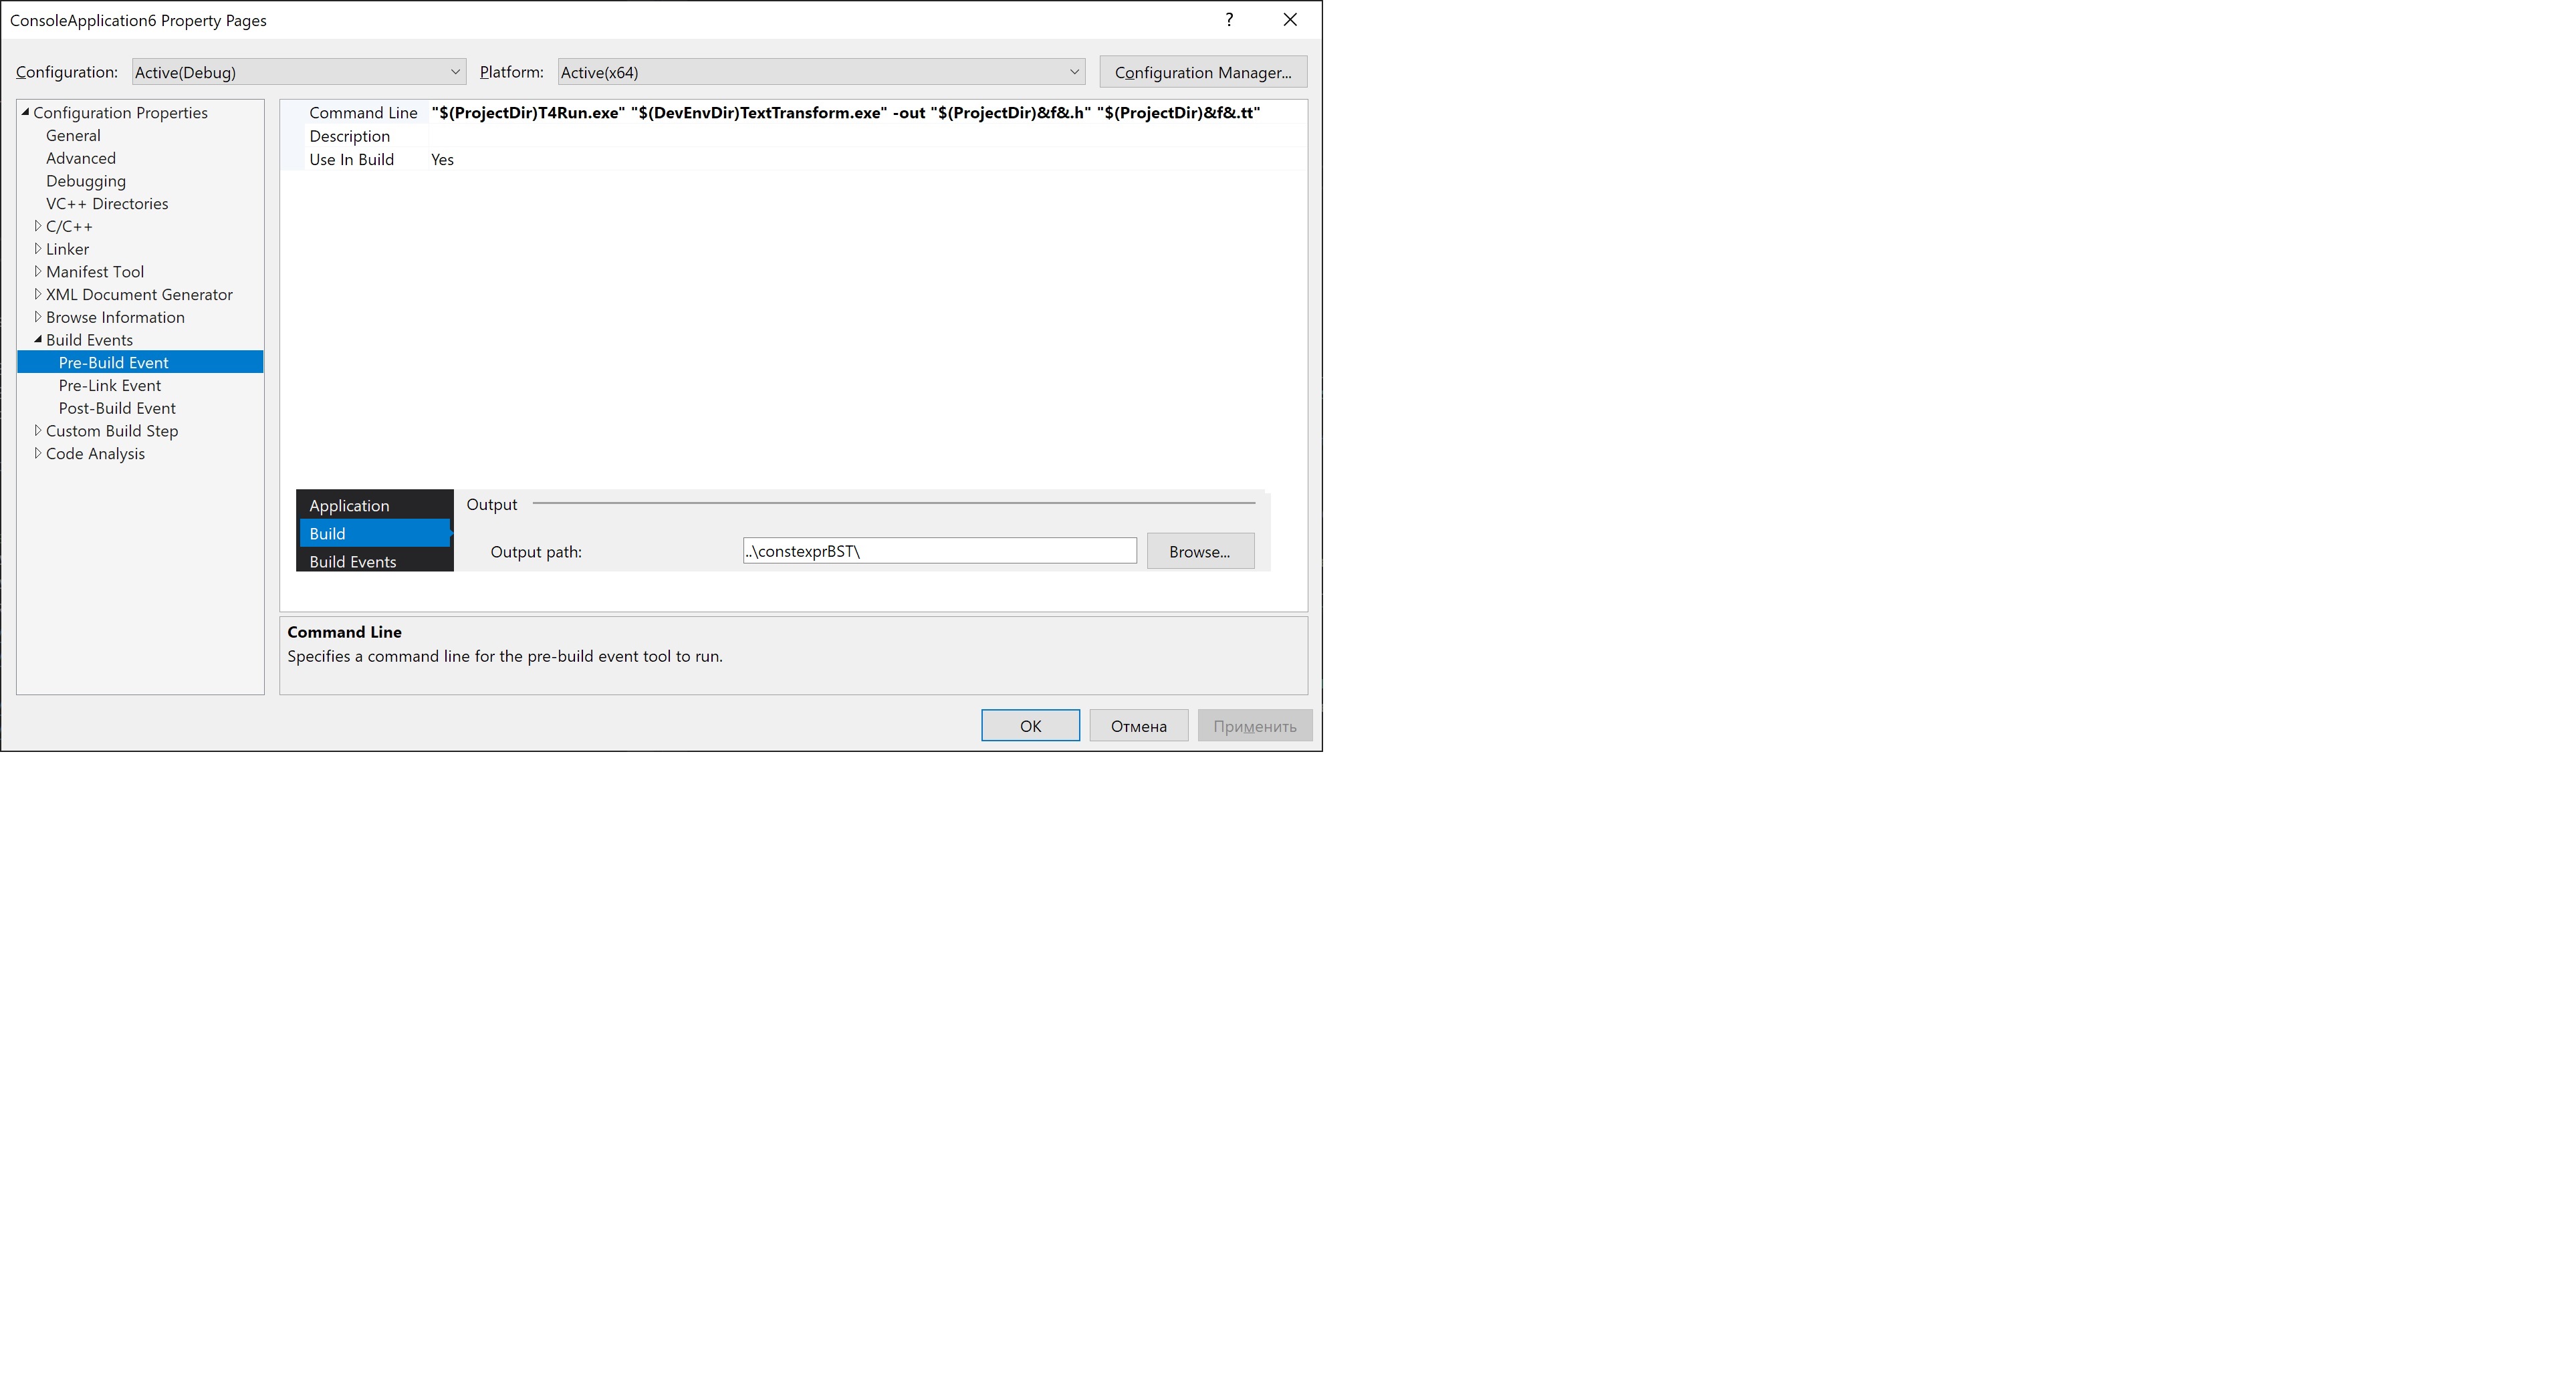 ConsoleApplication6 Property Pages
Configuration: Active(Debug) Platform: Active(x64) Configuration Manager...
Configuration Properties
General
Advanced
Debugging
VC++ Directories
C/C++
Linker
Manifest Tool
XML Document Generator
Browse Information
Build Events
Pre-Build Event
Pre-Link Event
Post-Build Event
Custom Build Step
Code Analysis
Command Line "$(ProjectDir)T4Run.exe" "$(DevEnvDir)TextTransform.exe" -out "$(ProjectDir)&f&.h" "$(ProjectDir)&f&.tt"
Description
Use In Build Yes
Application
Build
Build Events
Output
Output path: ..\constexprBST\ Browse...
Command Line
Specifies a command line for the pre-build event tool to run.
ОК Отмена Применить